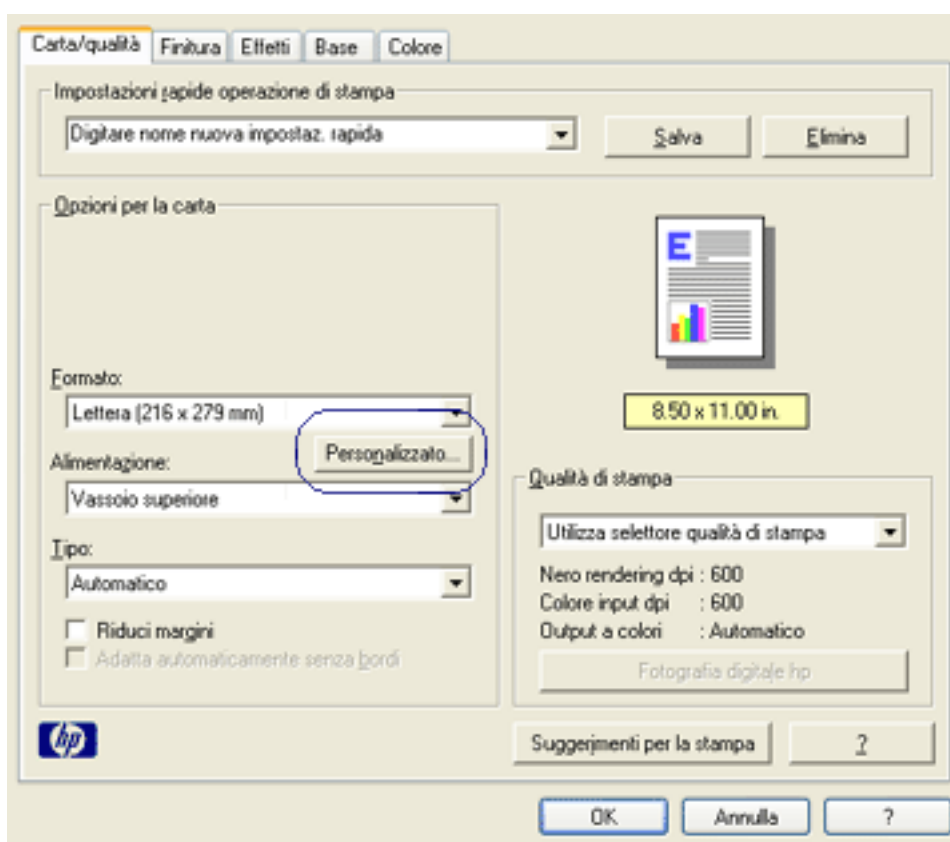 Carta/qualità Finitura Effetti Base Colore
Impostazioni rapide operazione di stampa
Digitare nome nuova impostaz. rapida
Salva
Elimina
Opzioni per la carta
E
Formato:
Lettera (216 x 279 mm)
8.50 x 11.00 in.
Personalizzato...
Alimentazione:
Vassoio superiore
Qualità di stampa
Utilizza selettore qualità di stampa
Tipo:
Automatico
Nero rendering dpi : 600
Colore input dpi : 600
Output a colori : Automatico
Riduci margini
Adatta automaticamente senza bordi
Fotografia digitale hp
hp
Suggerimenti per la stampa
?
OK
Annulla
?